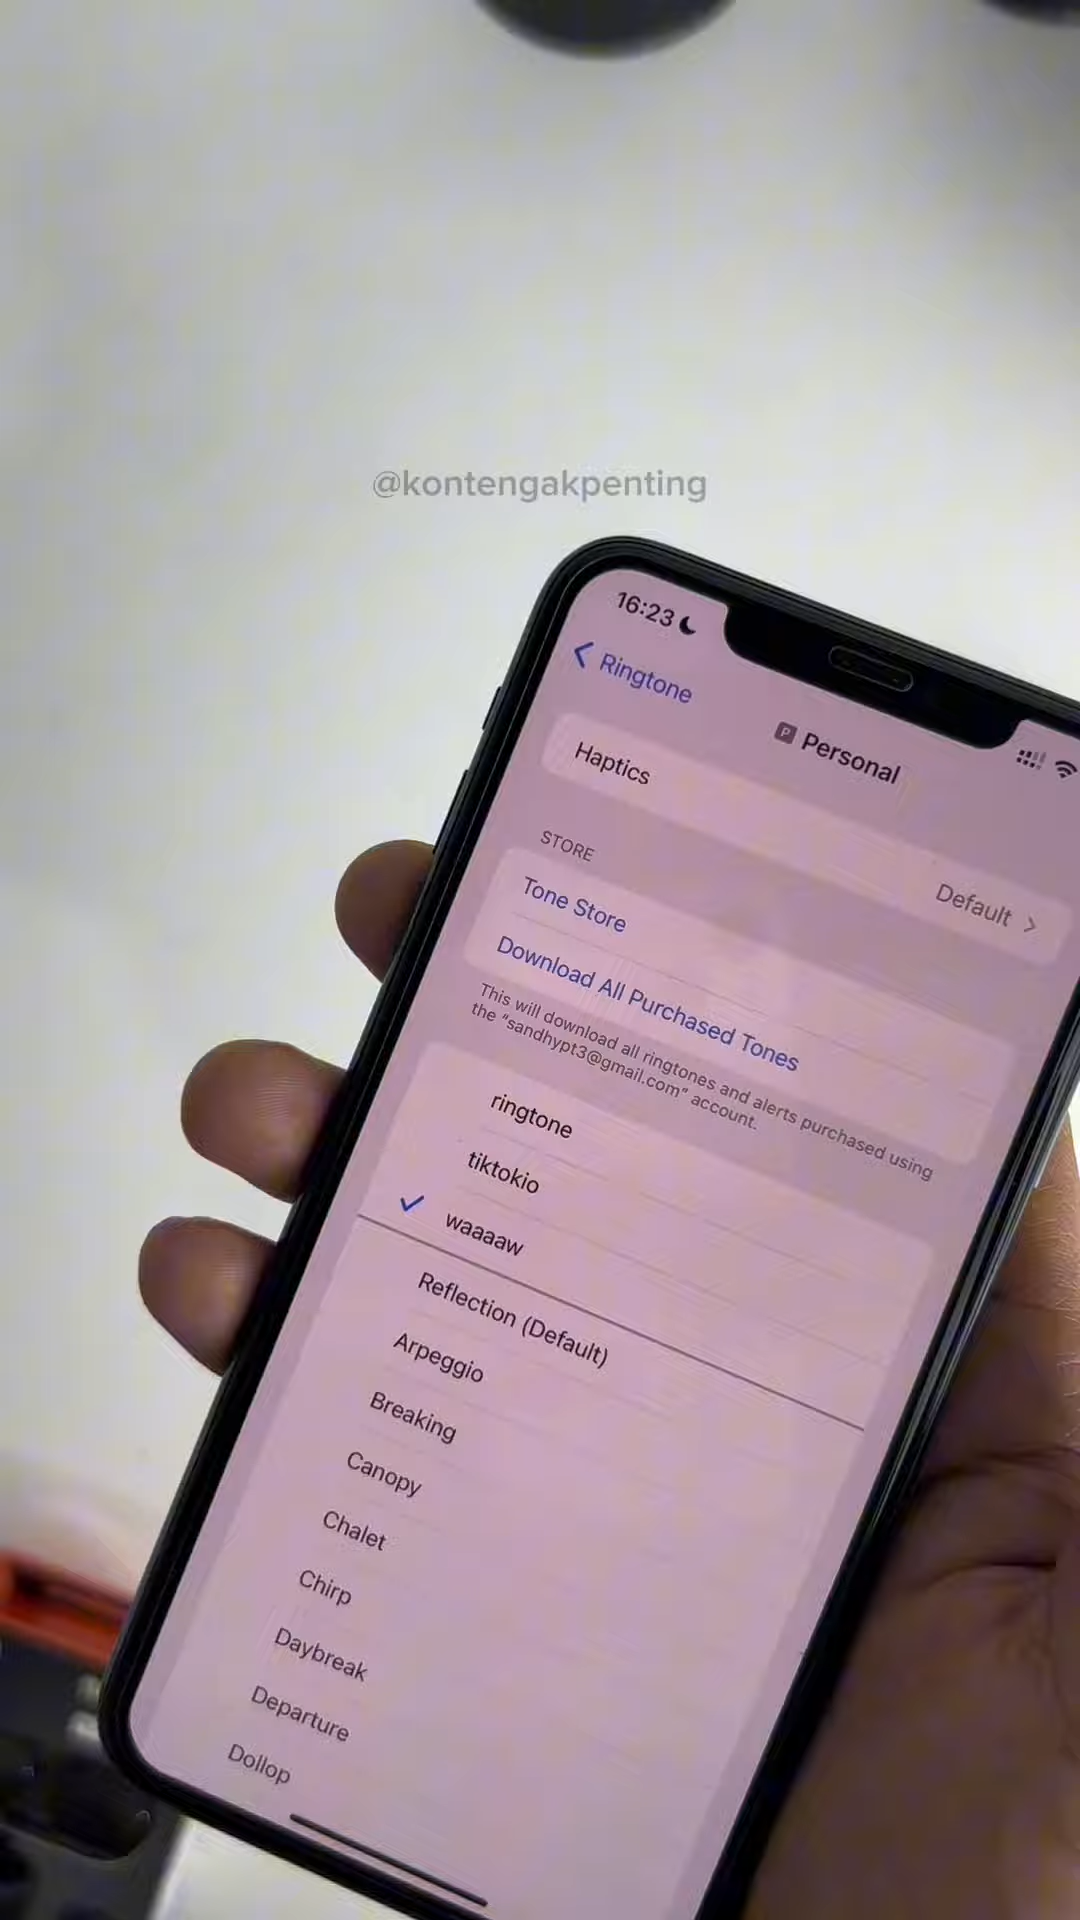 @kontengakpenting
16:23
Ringtone
P Personal
Haptics
Default
STORE
Tone Store
Download All Purchased Tones
This will download all ringtones and alerts purchased using
the "sandhypt3@gmail.com" account.
ringtone
tiktokio
waaaaw
Reflection (Default)
Arpeggio
Breaking
Canopy
Chalet
Chirp
Daybreak
Departure
Dollop